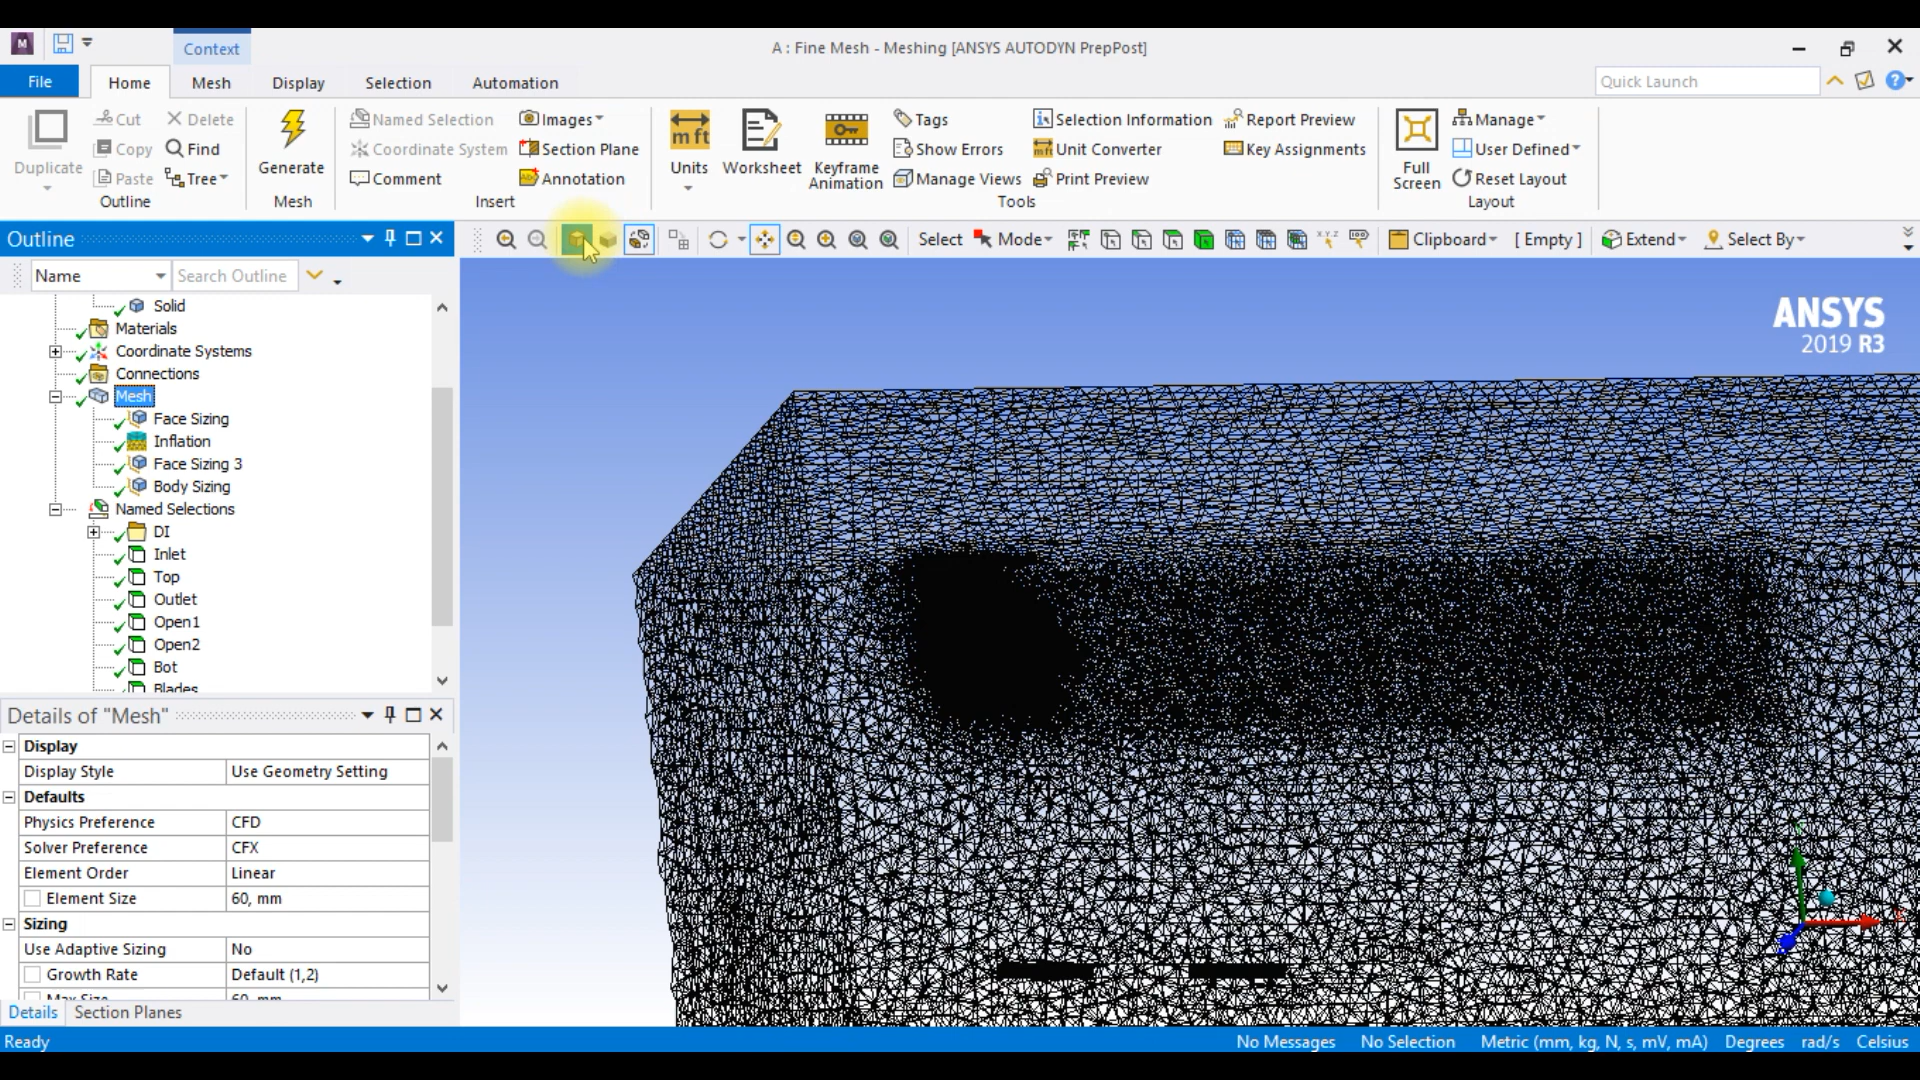 Context
A : Fine Mesh - Meshing [ANSYS AUTODYN PrepPost]
File Home Mesh Display Selection Automation
Quick Launch
Duplicate Cut Delete
Copy Find
Paste Tree
Outline
Generate
Mesh
Named Selection Images
Coordinate System Section Plane
Comment Annotation
Insert
Units Worksheet Keyframe
Animation
Tags Selection Information Report Preview
Show Errors Unit Converter Key Assignments
Manage Views Print Preview
Tools
Full
Screen
Manage
User Defined
Reset Layout
Layout
Outline
Select Mode Clipboard [ Empty ] Extend Select By
Name Search Outline
Solid
Materials
Coordinate Systems
Connections
Mesh
Face Sizing
Inflation
Face Sizing 3
Body Sizing
Named Selections
DI
Inlet
Top
Outlet
Open1
Open2
Bot
Blades
ANSYS
2019 R3
Details of "Mesh"
Display
Display Style Use Geometry Setting
Defaults
Physics Preference CFD
Solver Preference CFX
Element Order Linear
Element Size 60, mm
Sizing
Use Adaptive Sizing No
Growth Rate Default (1,2)
Max Size 60, mm
Details Section Planes
Ready No Messages No Selection Metric (mm, kg, N, s, mV, mA) Degrees rad/s Celsius